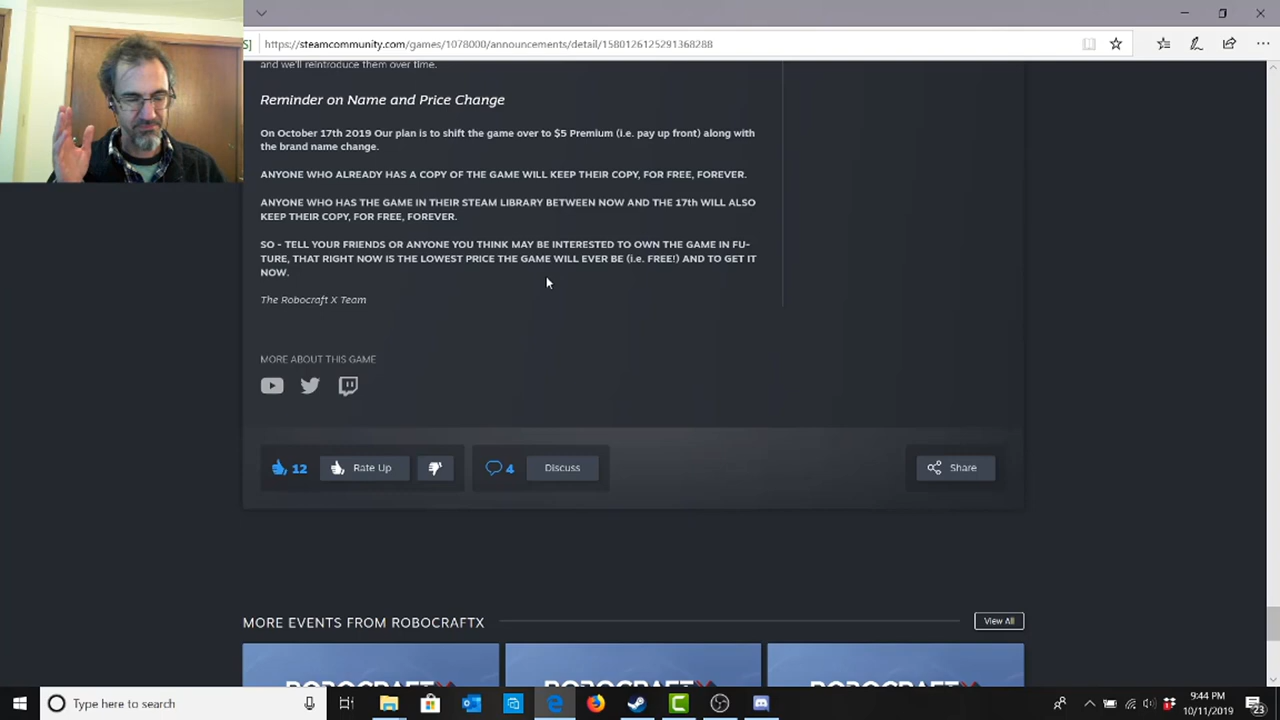 S]
https://steamcommunity.com/games/1078000/announcements/detail/1580126125291368288
and we'll reintroduce them over time.
Reminder on Name and Price Change
On October 17th 2019 Our plan is to shift the game over to $5 Premium (i.e. pay up front) along with
the brand name change.
ANYONE WHO ALREADY HAS A COPY OF THE GAME WILL KEEP THEIR COPY, FOR FREE, FOREVER.
ANYONE WHO HAS THE GAME IN THEIR STEAM LIBRARY BETWEEN NOW AND THE 17th WILL ALSO
KEEP THEIR COPY, FOR FREE, FOREVER.
SO - TELL YOUR FRIENDS OR ANYONE YOU THINK MAY BE INTERESTED TO OWN THE GAME IN FU-
TURE, THAT RIGHT NOW IS THE LOWEST PRICE THE GAME WILL EVER BE (i.e. FREE!) AND TO GET IT
NOW.
The Robocraft X Team
MORE ABOUT THIS GAME
12 Rate Up 4 Discuss Share
MORE EVENTS FROM ROBOCRAFTX View All
ROBOCRAFTX ROBOCRAFTX ROBOCRAFTX
Type here to search
9:44 PM
10/11/2019
23